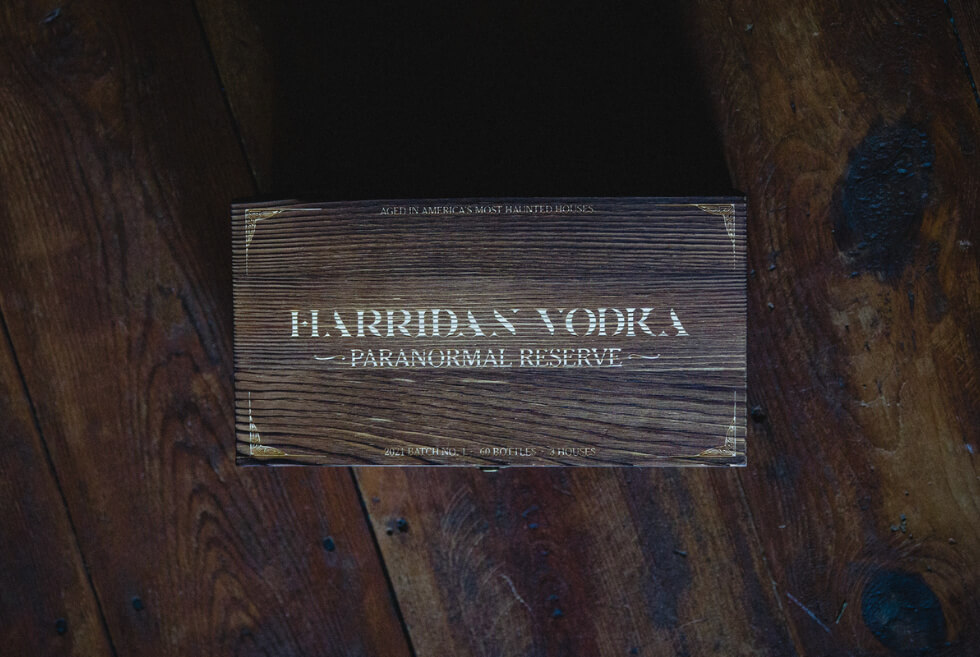 AGED IN AMERICA'S MOST HAUNTED HOUSES
HARRIDAN VODKA
PARANORMAL RESERVE
2021 BATCH NO. 1 - 60 BOTTLES - 3 HOUSES